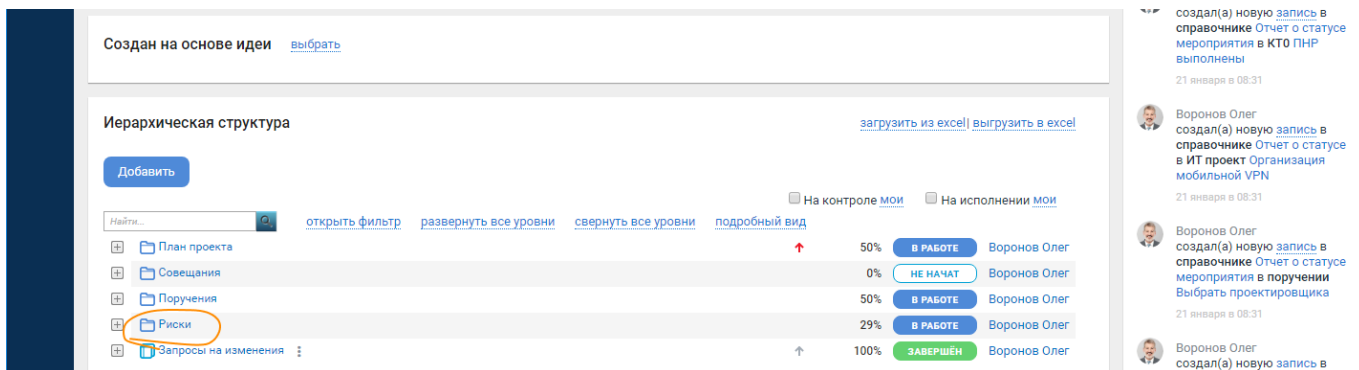 Создан на основе идеи выбрать
Иерархическая структура
загрузить из excel| выгрузить в excel
Добавить
На контроле мои На исполнении мои
Найти... открыть фильтр развернуть все уровни свернуть все уровни подробный вид
План проекта 50% В РАБОТЕ Воронов Олег
Совещания 0% НЕ НАЧАТ Воронов Олег
Поручения 50% В РАБОТЕ Воронов Олег
Риски 29% В РАБОТЕ Воронов Олег
Запросы на изменения 100% ЗАВЕРШЁН Воронов Олег
создал(а) новую запись в
справочнике Отчет о статусе
мероприятия в КТ0 ПНР
выполнены
21 января в 08:31
Воронов Олег
создал(а) новую запись в
справочнике Отчет о статусе
в ИТ проект Организация
мобильной VPN
21 января в 08:31
Воронов Олег
создал(а) новую запись в
справочнике Отчет о статусе
мероприятия в поручении
Выбрать проектировщика
21 января в 08:31
Воронов Олег
создал(а) новую запись в